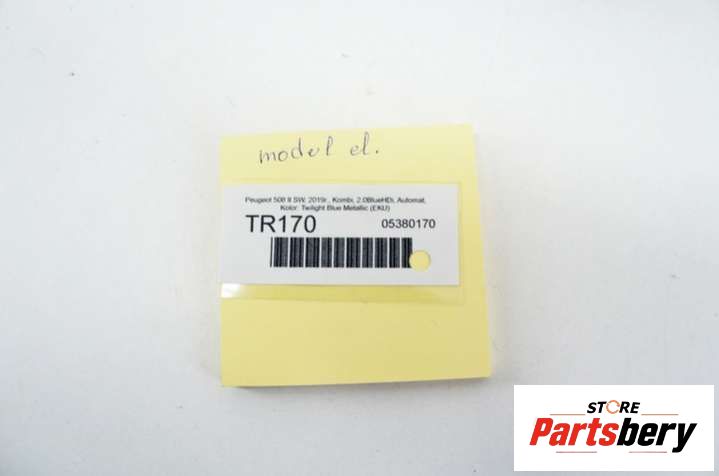 moduł el.
Peugeot 508 II SW, 2019r., Kombi, 2.0BlueHDi, Automat,
Kolor: Twilight Blue Metallic (EKU)
TR170 05380170
STORE
Partsbery